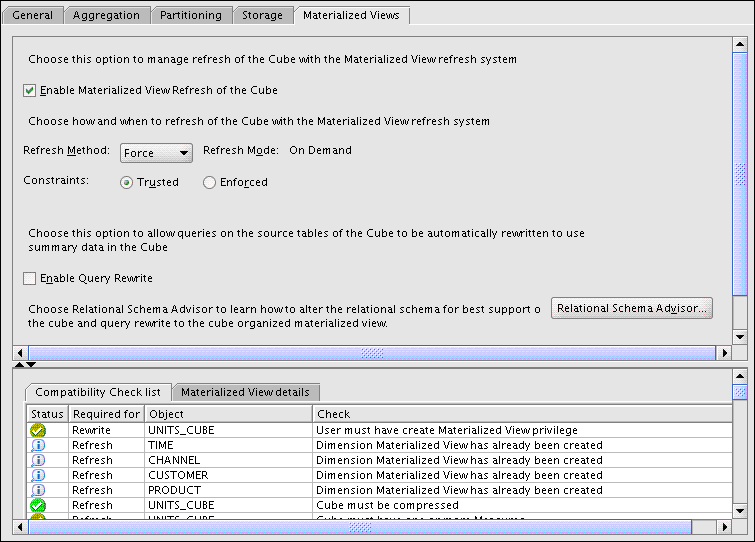 General Aggregation Partitioning Storage Materialized Views
Choose this option to manage refresh of the Cube with the Materialized View refresh system
Enable Materialized View Refresh of the Cube
Choose how and when to refresh of the Cube with the Materialized View refresh system
Refresh Method: Force Refresh Mode: On Demand
Constraints: Trusted Enforced
Choose this option to allow queries on the source tables of the Cube to be automatically rewritten to use
summary data in the Cube
Enable Query Rewrite
Choose Relational Schema Advisor to learn how to alter the relational schema for best support o
the cube and query rewrite to the cube organized materialized view.
Relational Schema Advisor...
Compatibility Check list Materialized View details
Status Required for Object Check
Rewrite UNITS_CUBE User must have create Materialized View privilege
Refresh TIME Dimension Materialized View has already been created
Refresh CHANNEL Dimension Materialized View has already been created
Refresh CUSTOMER Dimension Materialized View has already been created
Refresh PRODUCT Dimension Materialized View has already been created
Refresh UNITS_CUBE Cube must be compressed
Refresh UNITS_CUBE Cube must have one or more Measures